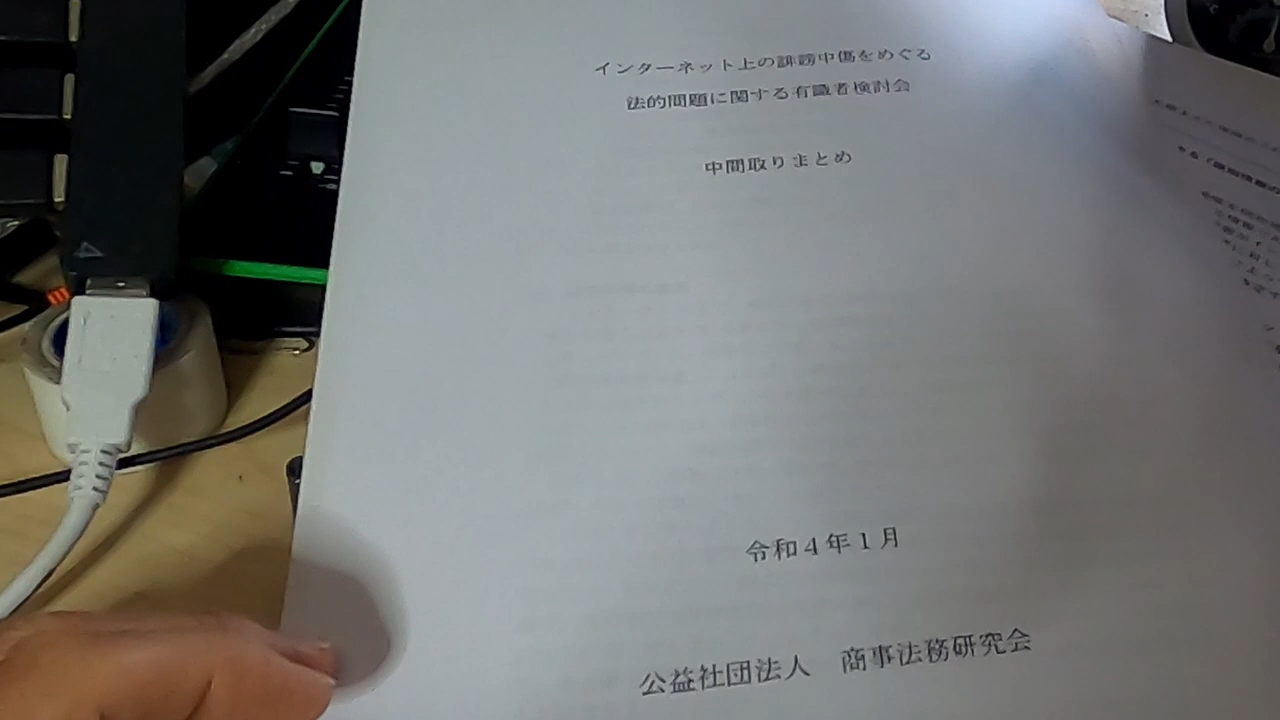 インターネット上の誹謗中傷をめぐる
法的問題に関する有識者検討会
中間取りまとめ
令和４年１月
公益社団法人　商事法務研究会